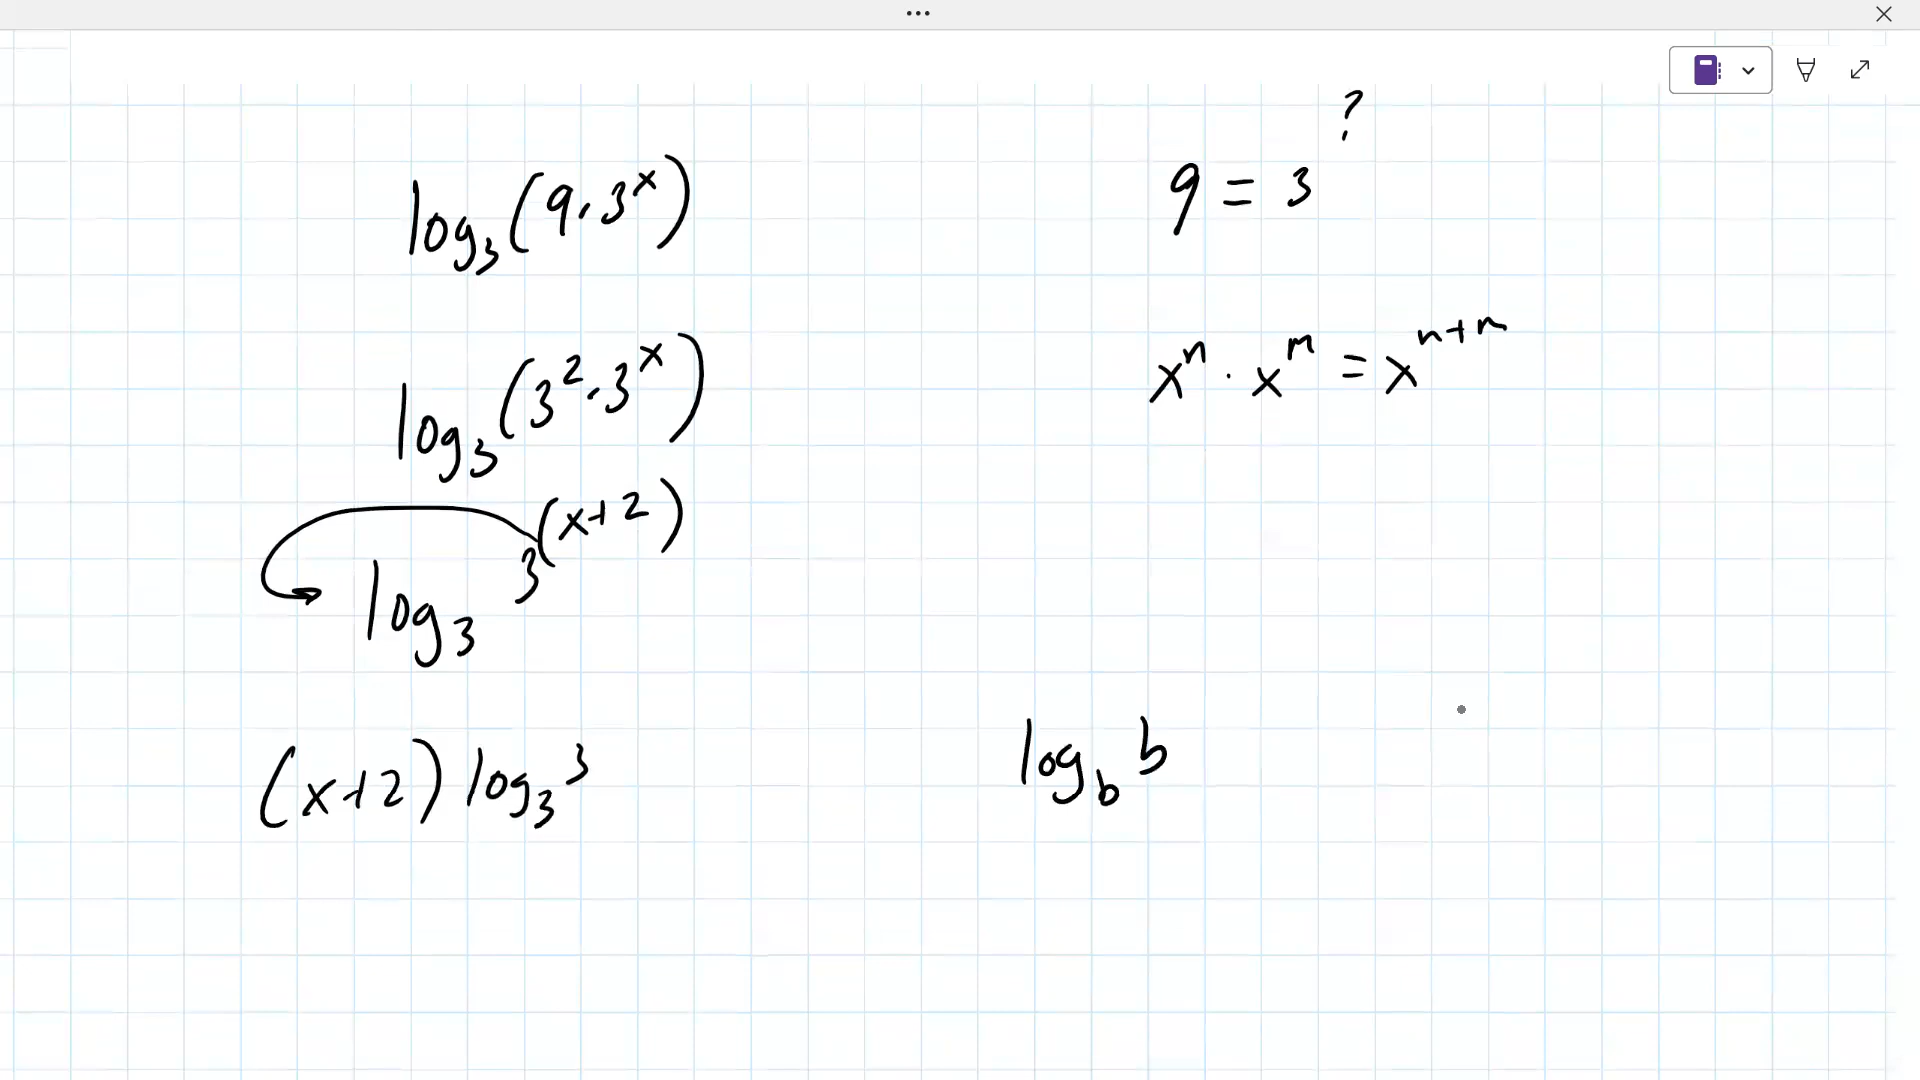 log₃(9·3ˣ)
9 = 3^?
log₃(3²·3ˣ)
xⁿ · xᵐ = xⁿ⁺ᵐ
log₃ 3^(x+2)
(x+2) log₃ 3
log_b b